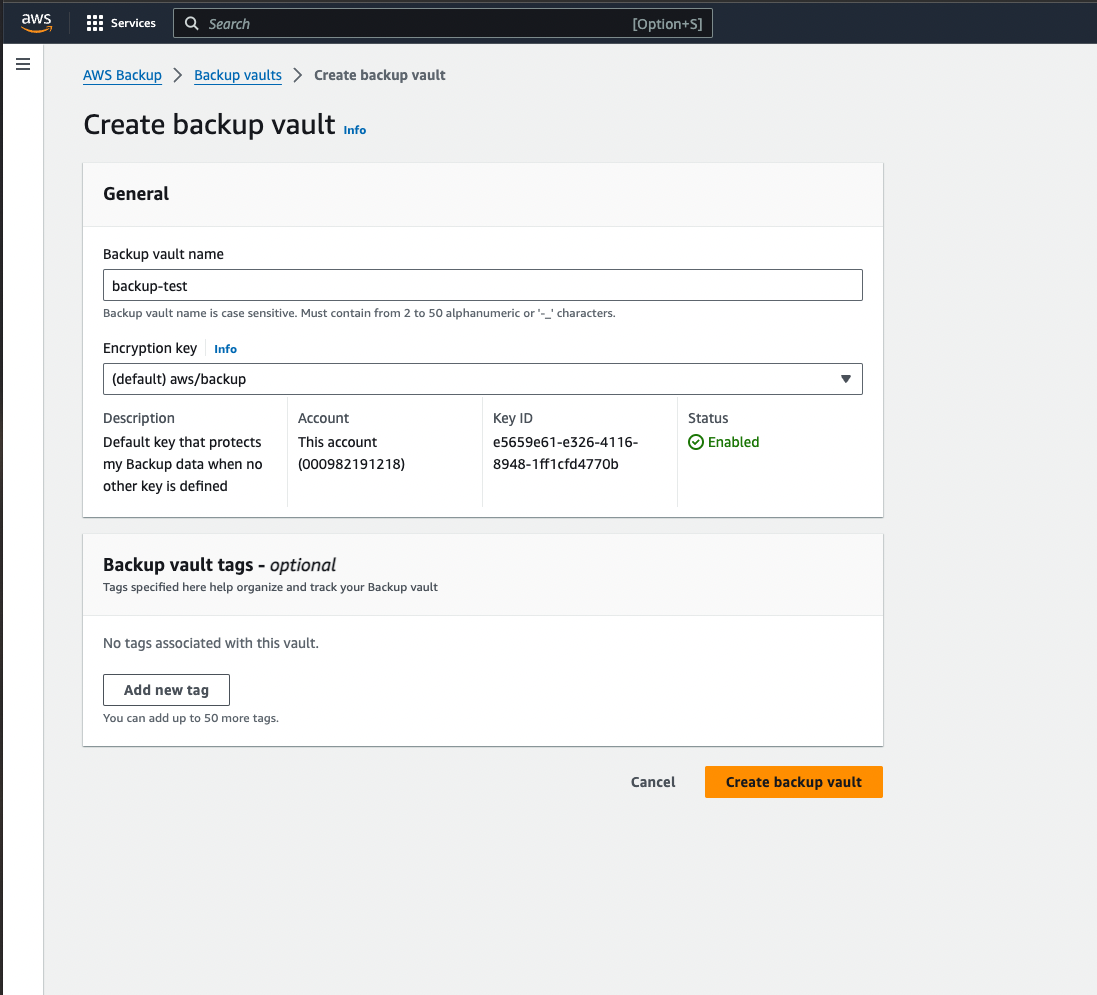 aws Services Search [Option+S]
AWS Backup Backup vaults Create backup vault
Create backup vault Info
General
Backup vault name
backup-test
Backup vault name is case sensitive. Must contain from 2 to 50 alphanumeric or '-_' characters.
Encryption key Info
(default) aws/backup
Description
Default key that protects
my Backup data when no
other key is defined
Account
This account
(000982191218)
Key ID
e5659e61-e326-4116-
8948-1ff1cfd4770b
Status
Enabled
Backup vault tags - optional
Tags specified here help organize and track your Backup vault
No tags associated with this vault.
Add new tag
You can add up to 50 more tags.
Cancel Create backup vault